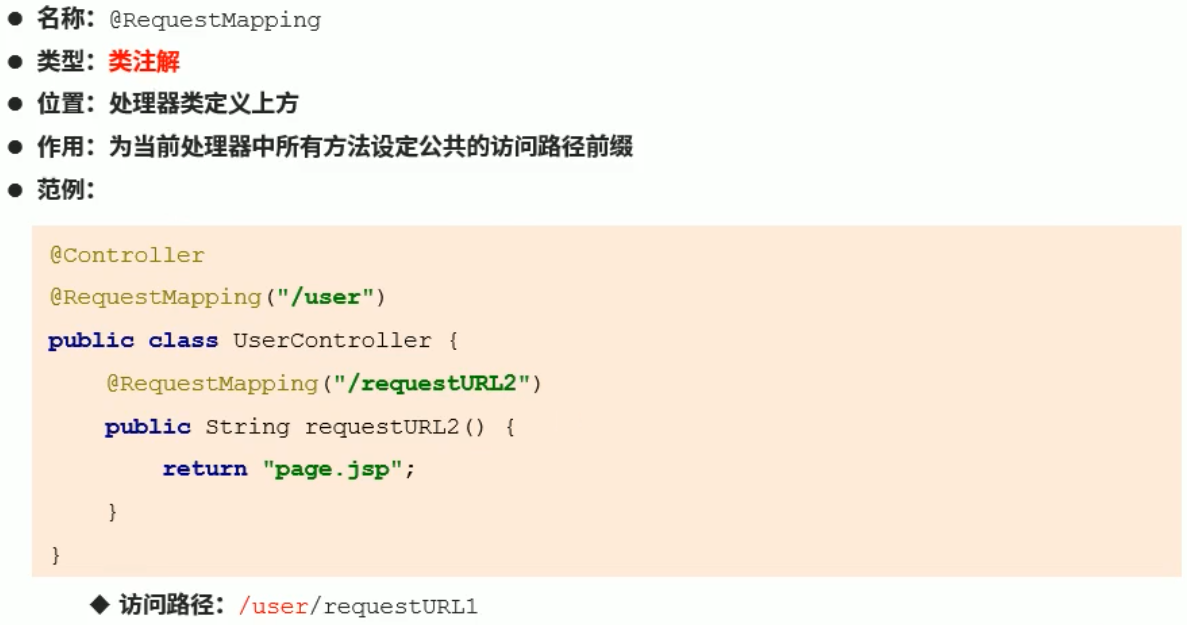 ● 名称：@RequestMapping
● 类型：类注解
● 位置：处理器类定义上方
● 作用：为当前处理器中所有方法设定公共的访问路径前缀
● 范例：
@Controller
@RequestMapping("/user")
public class UserController {
    @RequestMapping("/requestURL2")
    public String requestURL2() {
        return "page.jsp";
    }
}
◆ 访问路径：/user/requestURL1